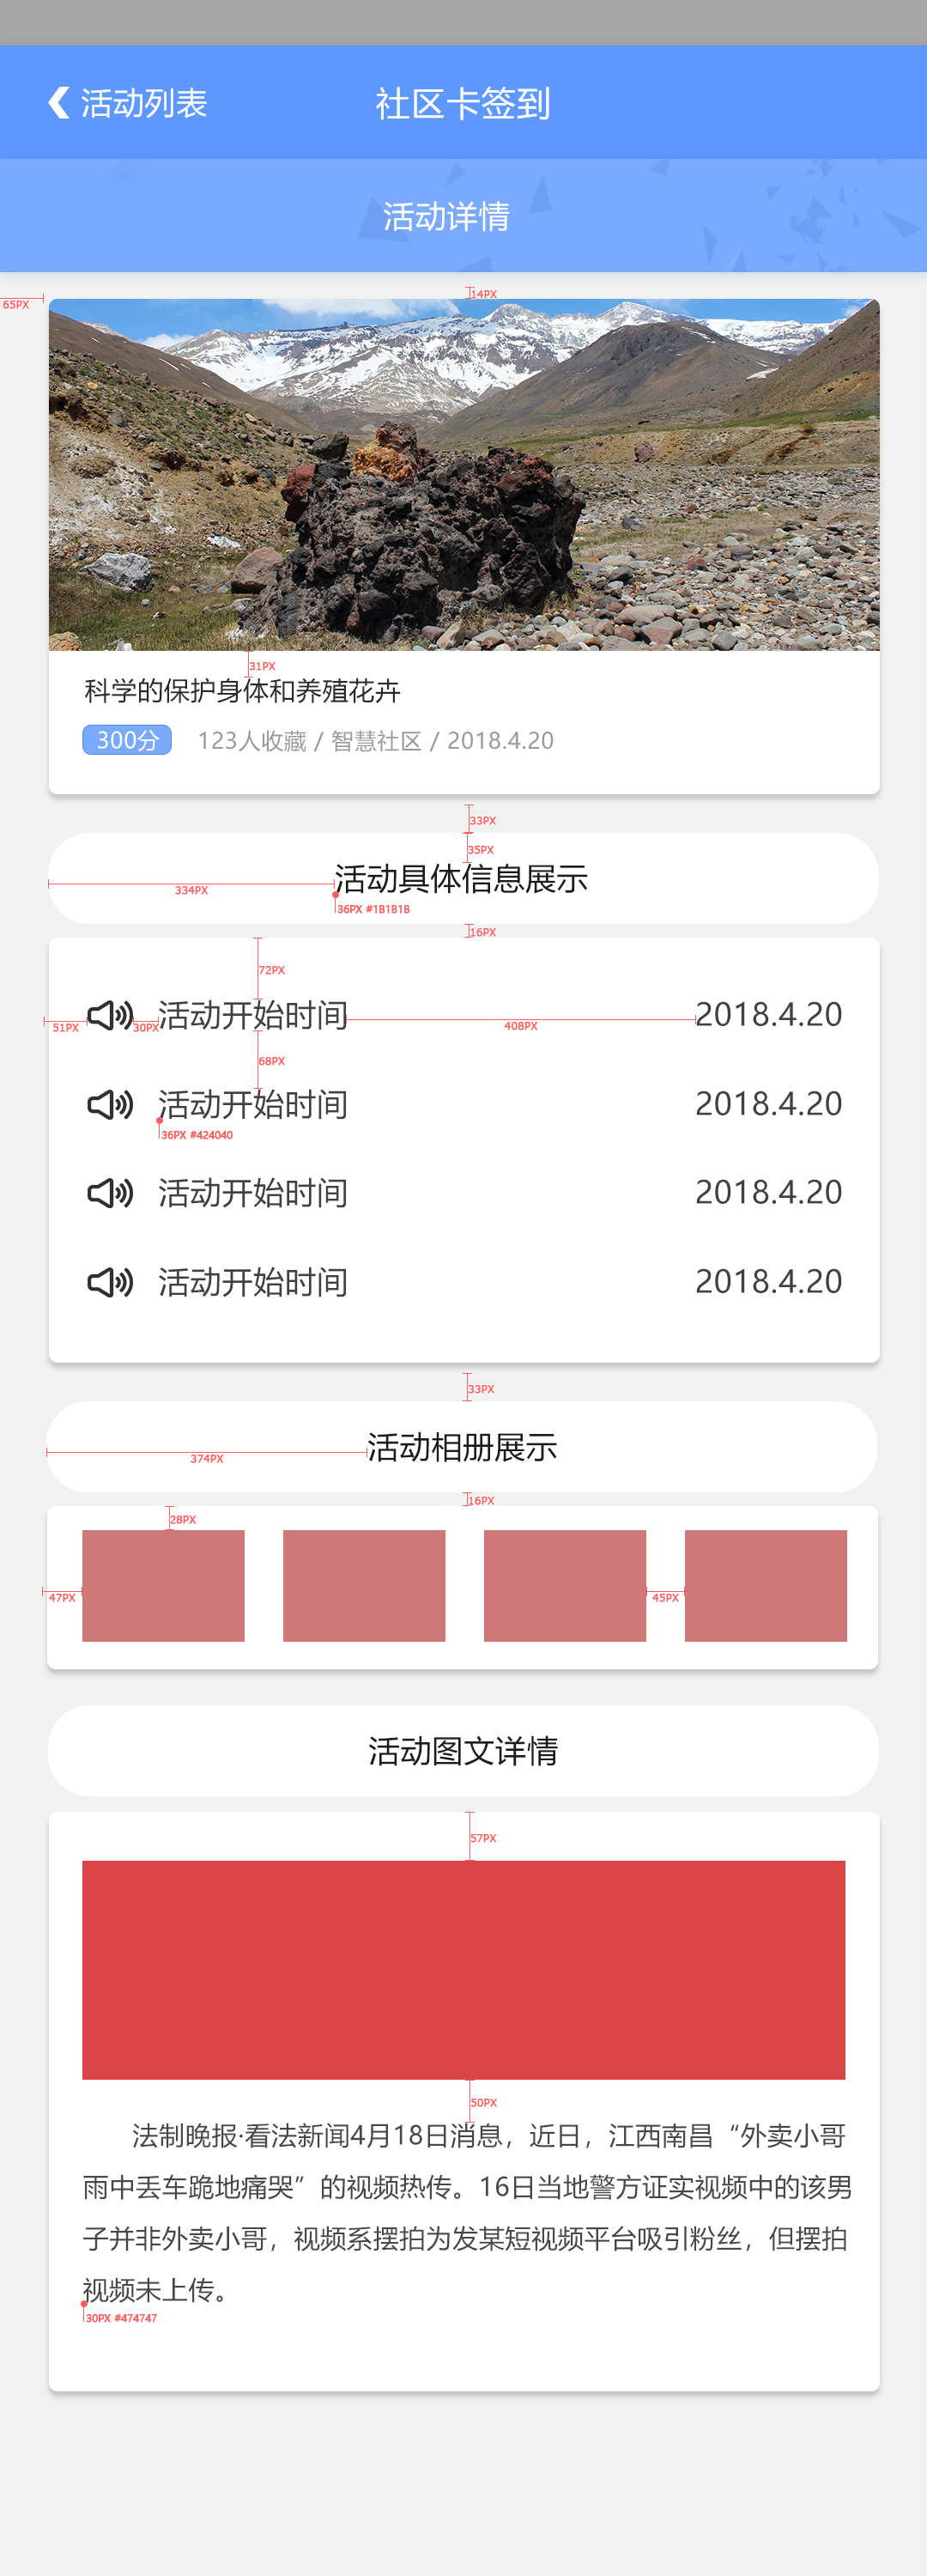 活动列表
社区卡签到
活动详情
14PX
65PX
31PX
科学的保护身体和养殖花卉
300分
123人收藏 / 智慧社区 / 2018.4.20
33PX
35PX
活动具体信息展示
334PX
36PX #1B1B1B
16PX
72PX
活动开始时间
2018.4.20
51PX
30PX
408PX
68PX
活动开始时间
2018.4.20
36PX #424040
活动开始时间
2018.4.20
活动开始时间
2018.4.20
33PX
活动相册展示
374PX
16PX
28PX
47PX
45PX
活动图文详情
57PX
50PX
法制晚报·看法新闻4月18日消息，近日，江西南昌“外卖小哥
雨中丢车跪地痛哭”的视频热传。16日当地警方证实视频中的该男
子并非外卖小哥，视频系摆拍为发某短视频平台吸引粉丝，但摆拍
视频未上传。
30PX #474747